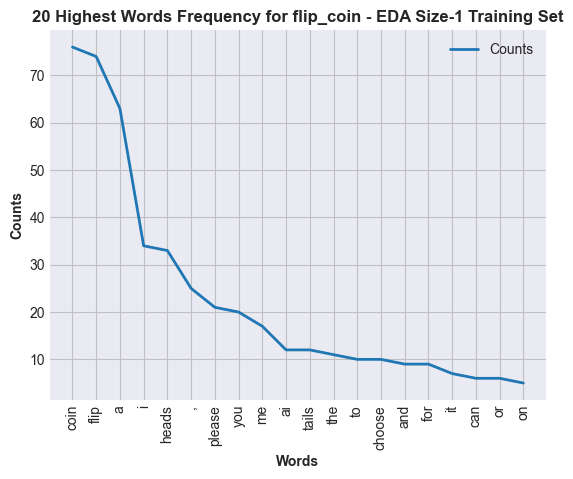 20 Highest Words Frequency for flip_coin - EDA Size-1 Training Set
Counts
Counts
70
60
50
40
30
20
10
coin
flip
a
i
heads
,
please
you
me
ai
tails
the
to
choose
and
for
it
can
or
on
Words